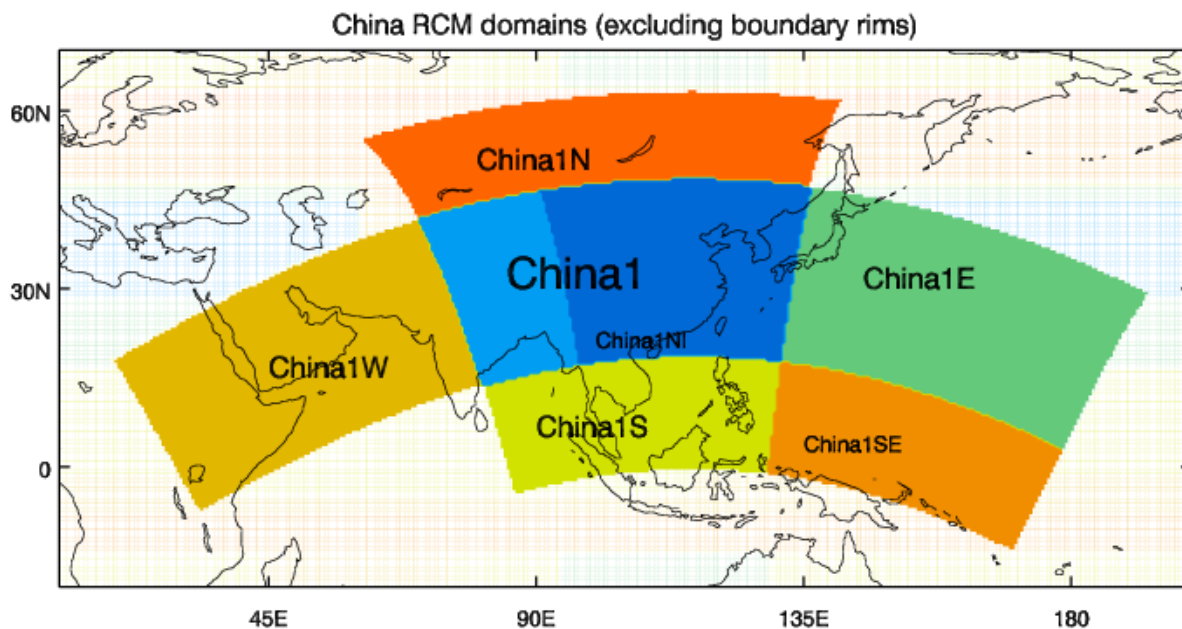 China RCM domains (excluding boundary rims)
60N
China1N
China1
30N
China1E
China1NI
China1W
China1S
China1SE
0
45E
90E
135E
180